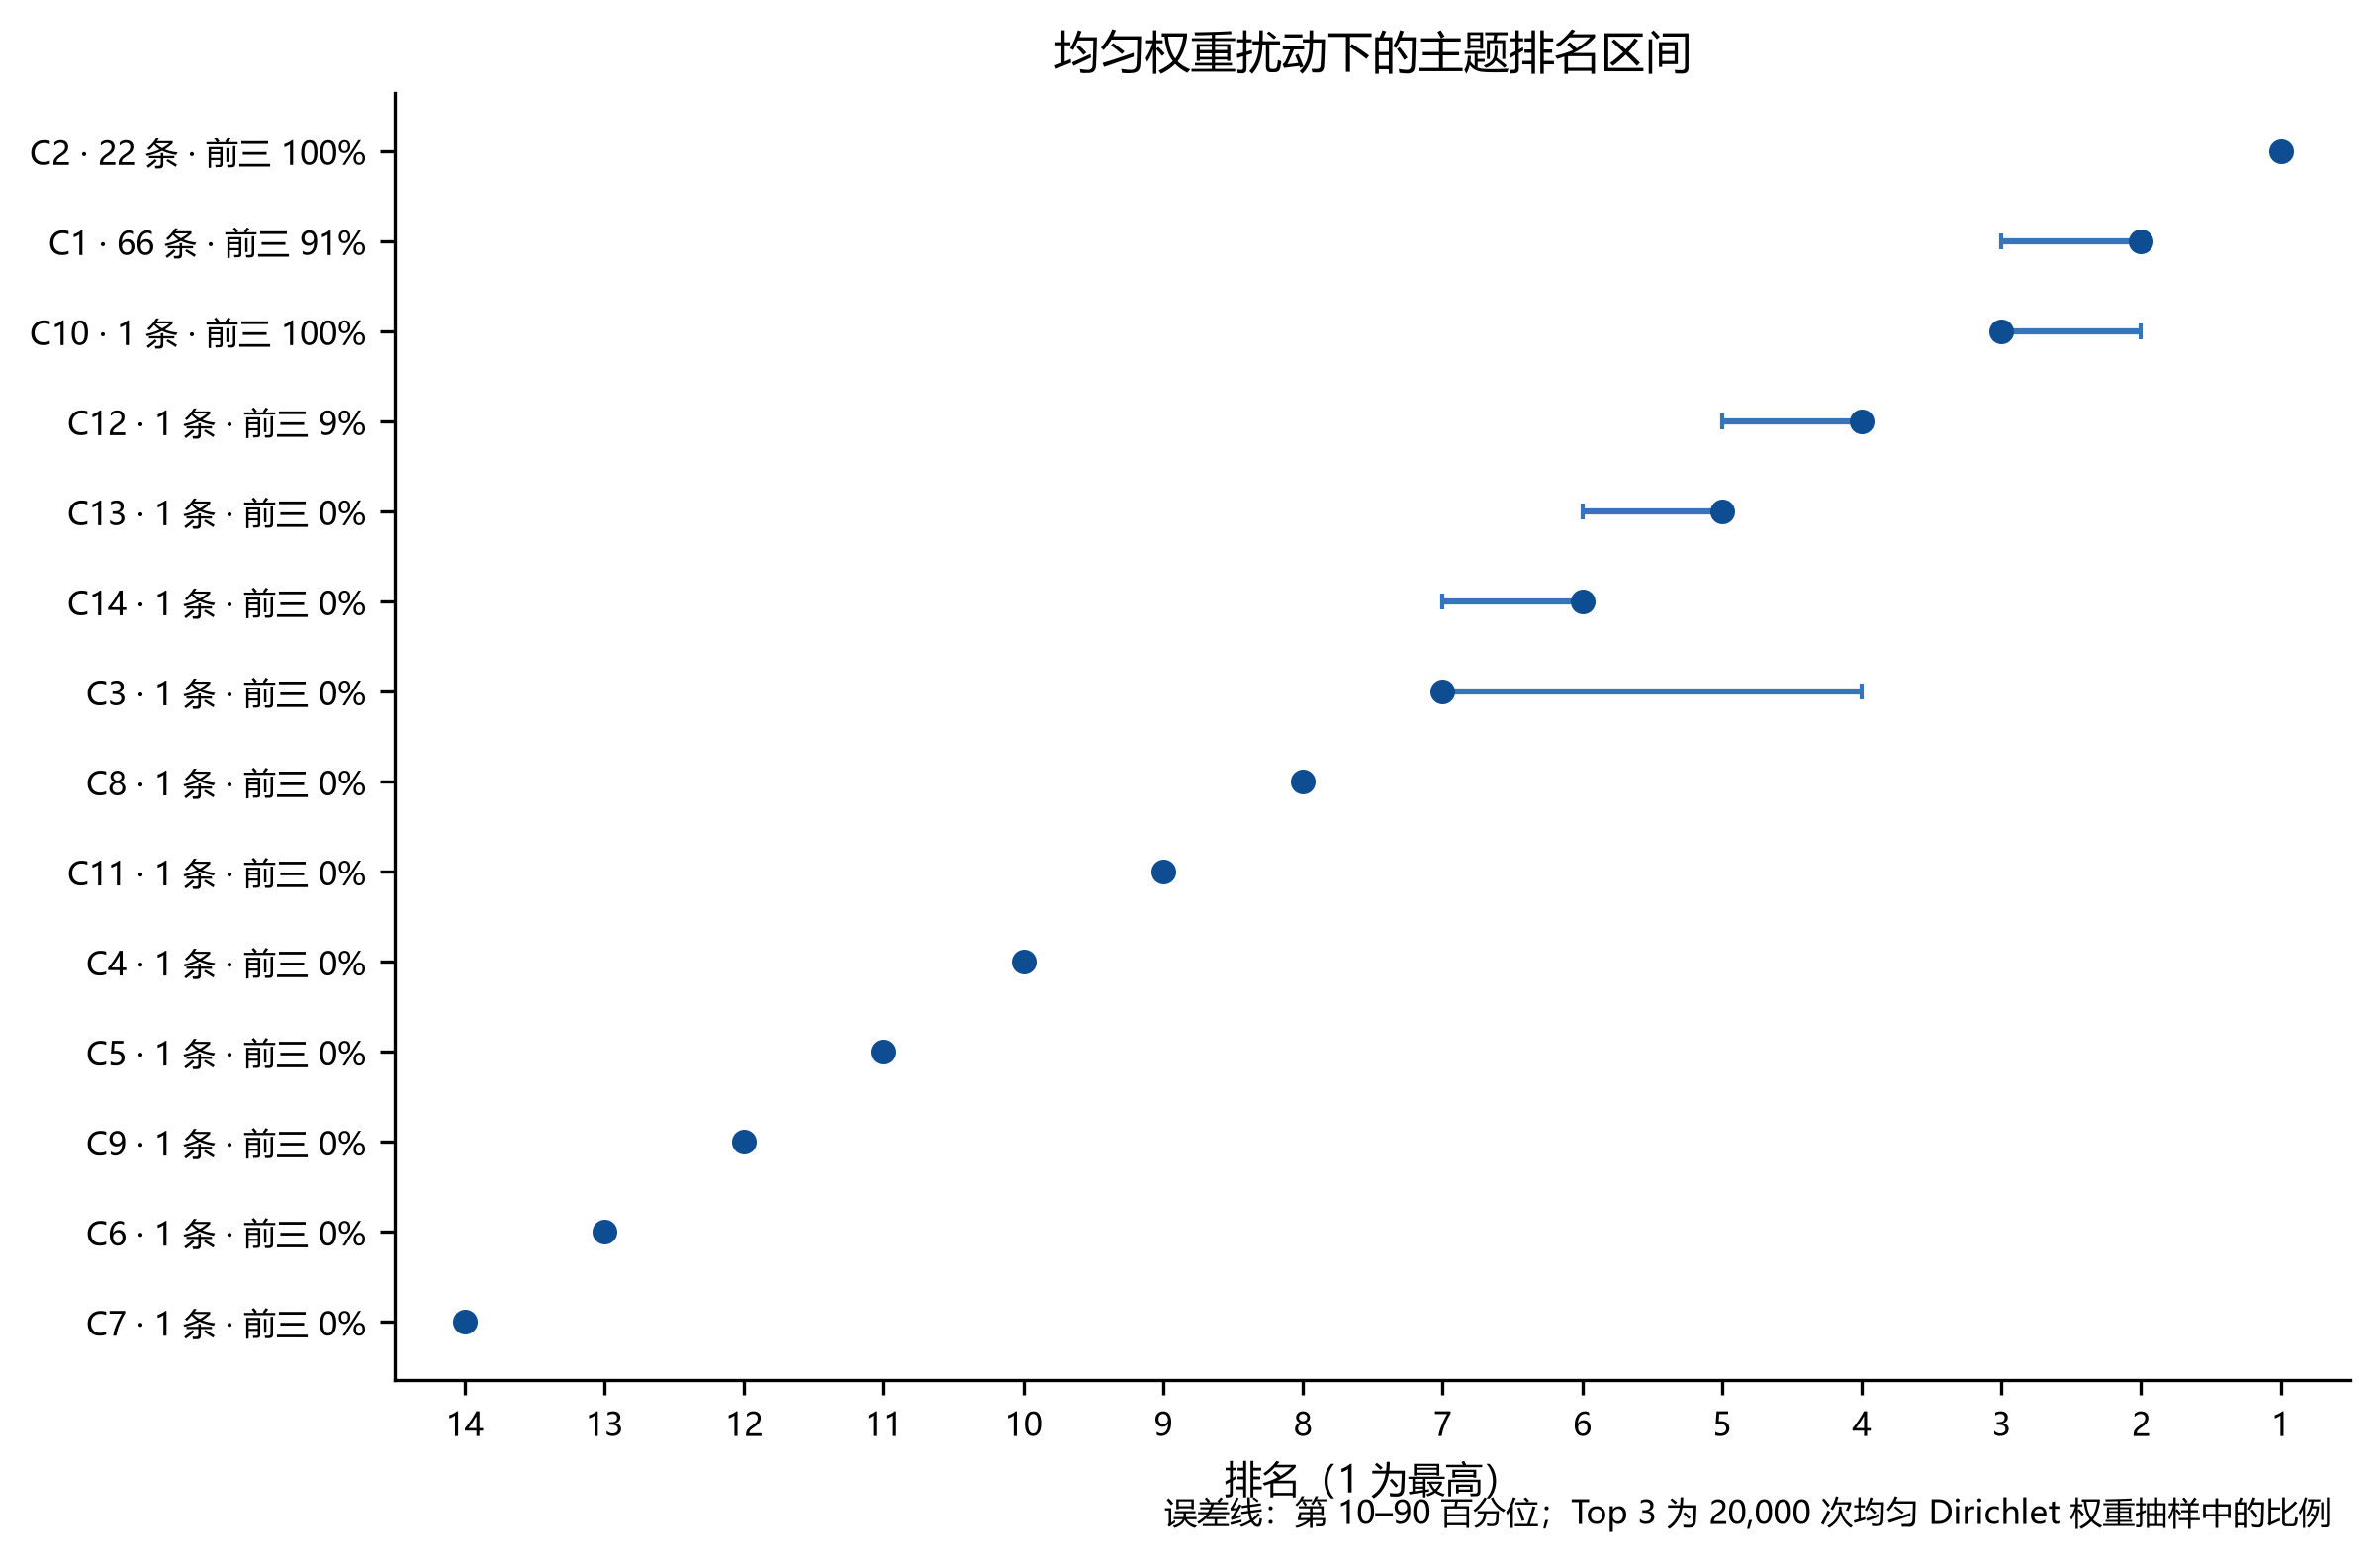 均匀权重扰动下的主题排名区间
C2 · 22 条 · 前三 100%
C1 · 66 条 · 前三 91%
C10 · 1 条 · 前三 100%
C12 · 1 条 · 前三 9%
C13 · 1 条 · 前三 0%
C14 · 1 条 · 前三 0%
C3 · 1 条 · 前三 0%
C8 · 1 条 · 前三 0%
C11 · 1 条 · 前三 0%
C4 · 1 条 · 前三 0%
C5 · 1 条 · 前三 0%
C9 · 1 条 · 前三 0%
C6 · 1 条 · 前三 0%
C7 · 1 条 · 前三 0%
14 13 12 11 10 9 8 7 6 5 4 3 2 1
排名（1 为最高）
误差线：第 10–90 百分位；Top 3 为 20,000 次均匀 Dirichlet 权重抽样中的比例